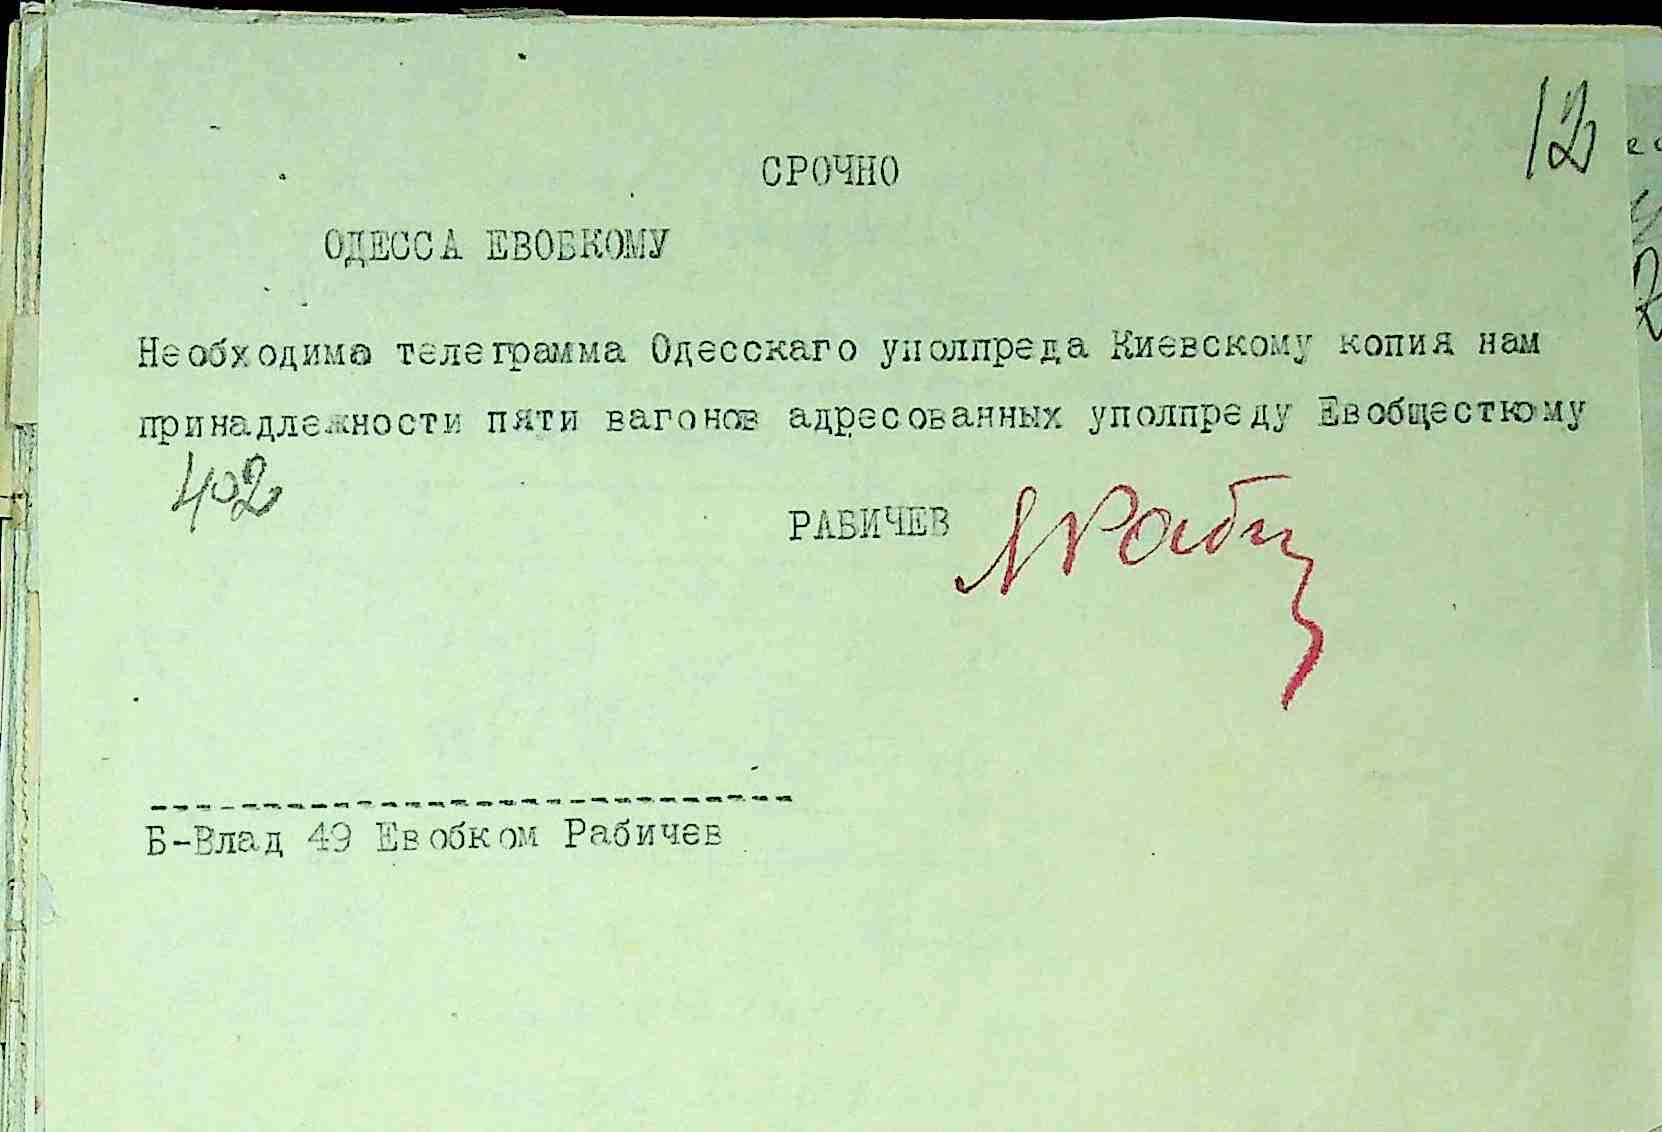 12
СРОЧНО
ОДЕССА ЕВОБКОМУ
Необходима телеграмма Одесскаго уполпреда Киевскому копия нам
принадлежности пяти вагонов адресованных уполпреду Евобщестюому
402
РАБИЧЕВ
Б-Влад 49 Евобком Рабичев